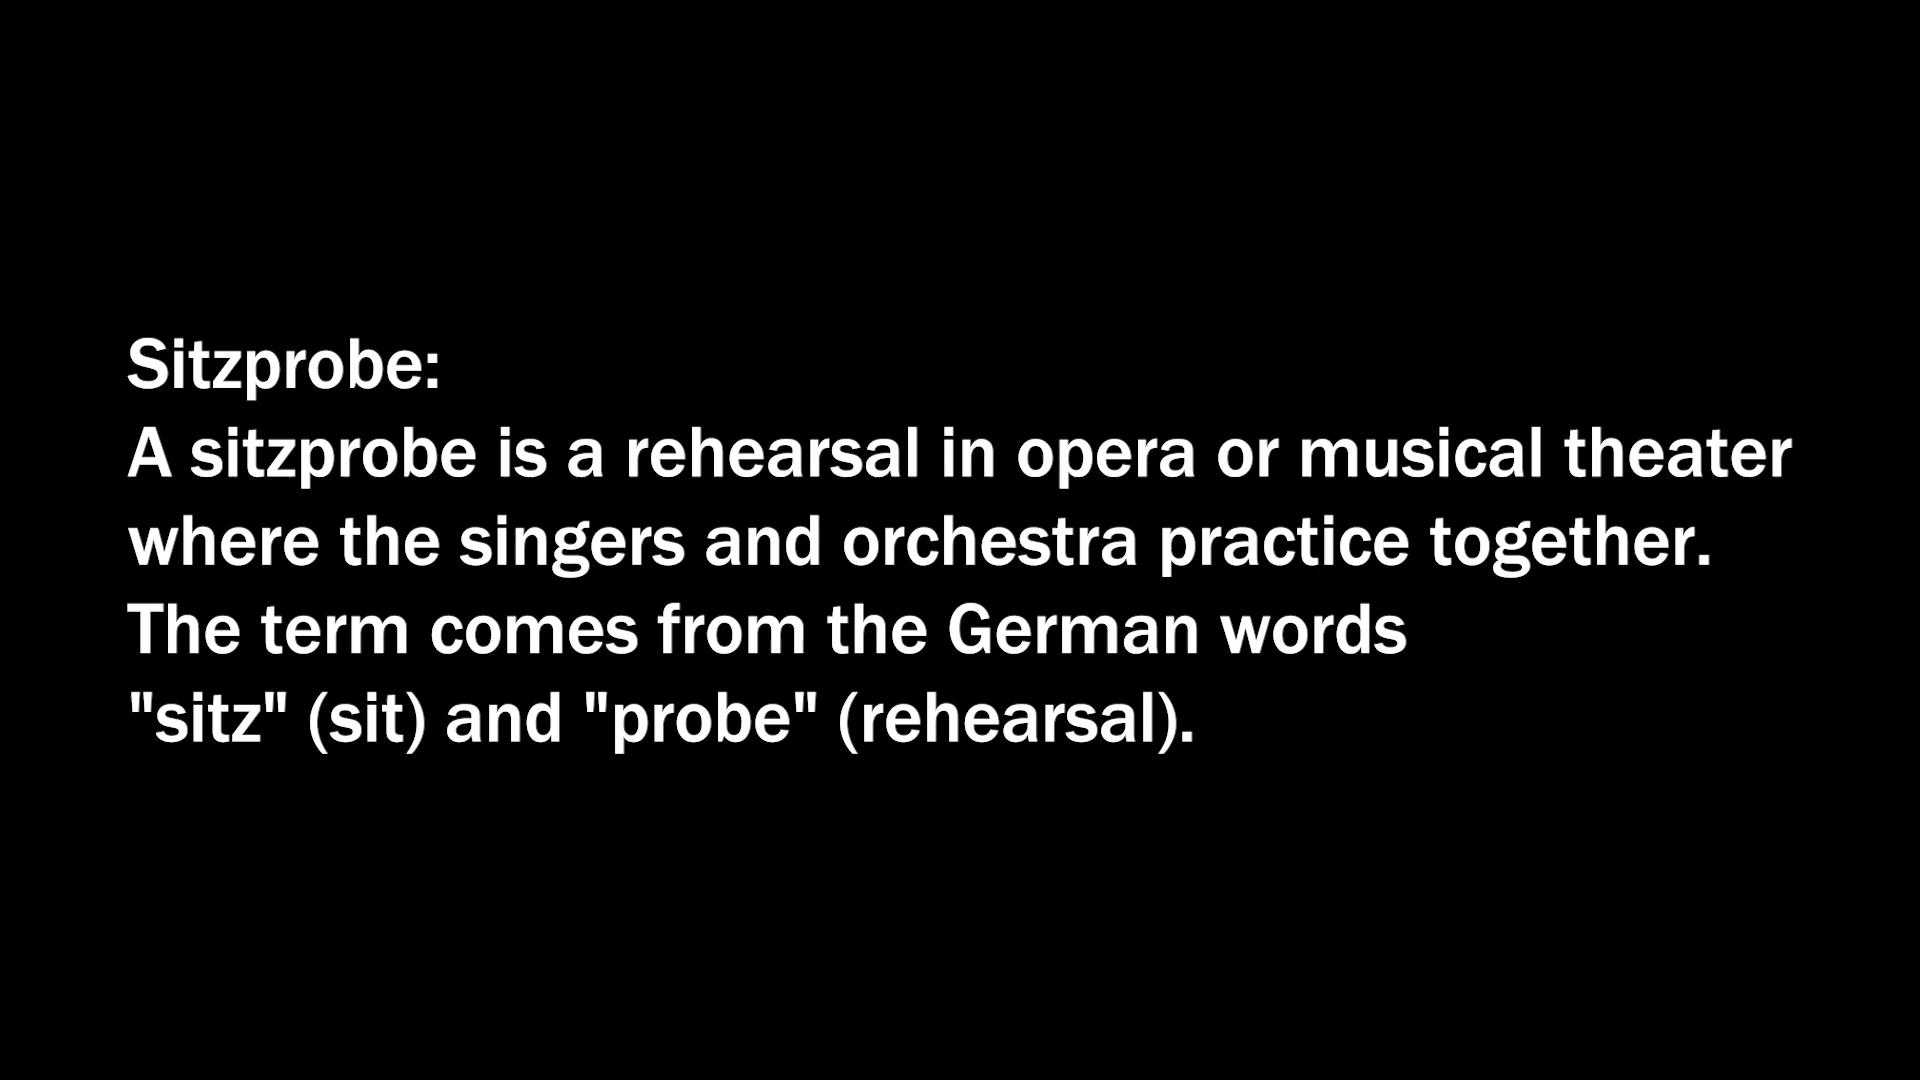 Sitzprobe:
A sitzprobe is a rehearsal in opera or musical theater
where the singers and orchestra practice together.
The term comes from the German words
"sitz" (sit) and "probe" (rehearsal).